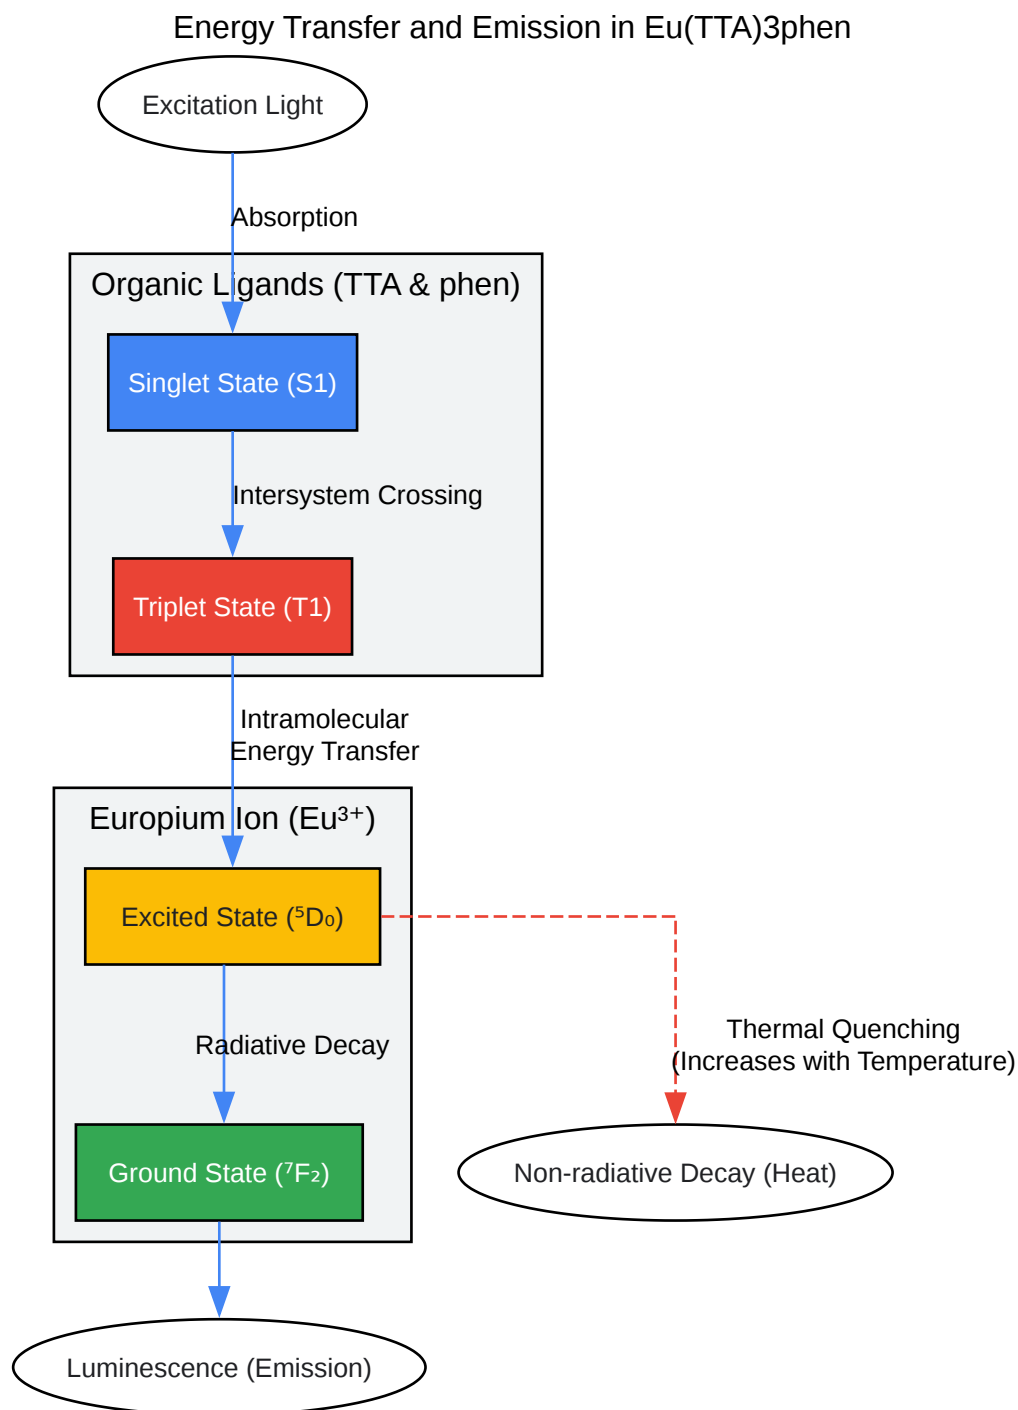 Energy Transfer and Emission in Eu(TTA)3phen
Excitation Light
Absorption
Organic Ligands (TTA & phen)
Singlet State (S1)
Intersystem Crossing
Triplet State (T1)
Intramolecular
Energy Transfer
Europium Ion (Eu³⁺)
Excited State (⁵D₀)
Thermal Quenching
(Increases with Temperature)
Radiative Decay
Ground State (⁷F₂)
Non-radiative Decay (Heat)
Luminescence (Emission)